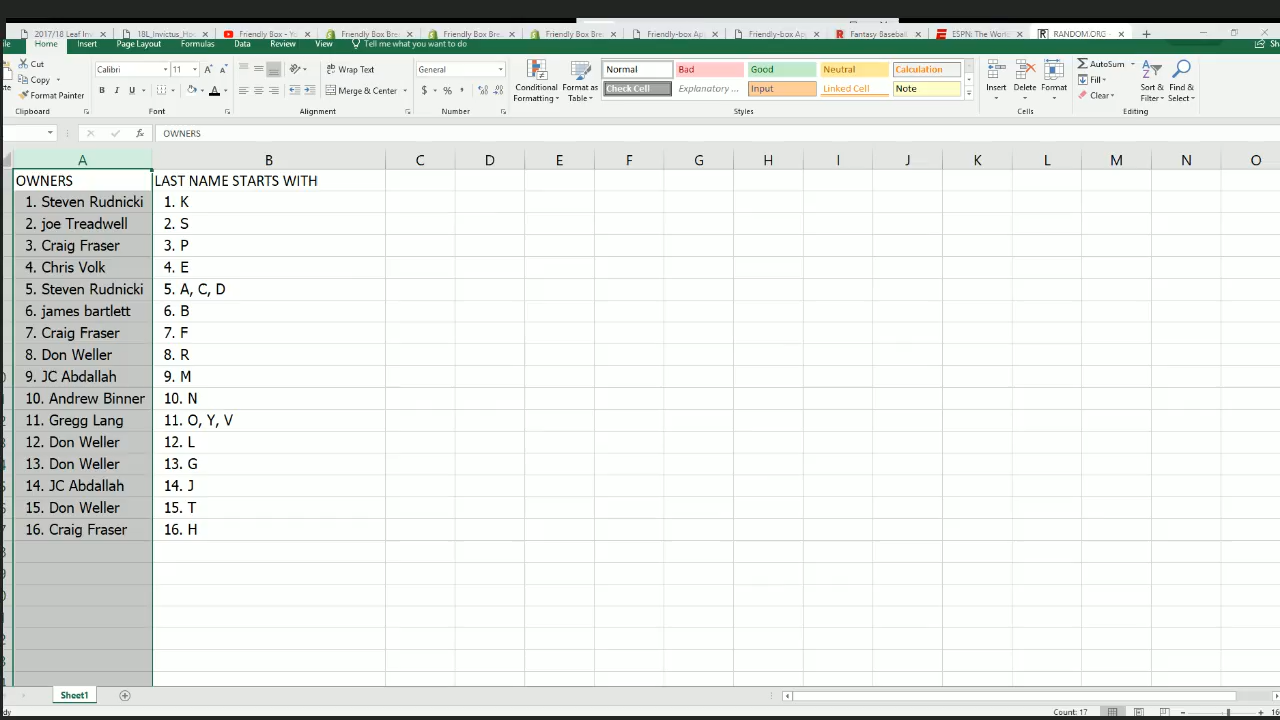 2017/18 Leaf Inv
18L_Invictus_Ho
Friendly Box - Yo
Friendly Box Bre
Friendly Box Bre
Friendly Box Bre
Friendly-box Ap
Friendly-box Ap
Fantasy Baseball
ESPN: The World
RANDOM.ORG -
Home Insert Page Layout Formulas Data Review View Tell me what you want to do
Cut
Copy
Format Painter
Clipboard
Calibri 11
B I U
Font
Wrap Text
Merge & Center
Alignment
General
$ % ,
Number
Conditional Formatting
Format as Table
Normal Bad Good Neutral Calculation
Check Cell Explanatory ... Input Linked Cell Note
Styles
Insert Delete Format
Cells
AutoSum
Fill
Clear
Sort & Filter
Find & Select
Editing
fx OWNERS
A B C D E F G H I J K L M N O
OWNERS LAST NAME STARTS WITH
1. Steven Rudnicki 1. K
2. joe Treadwell 2. S
3. Craig Fraser 3. P
4. Chris Volk 4. E
5. Steven Rudnicki 5. A, C, D
6. james bartlett 6. B
7. Craig Fraser 7. F
8. Don Weller 8. R
9. JC Abdallah 9. M
10. Andrew Binner 10. N
11. Gregg Lang 11. O, Y, V
12. Don Weller 12. L
13. Don Weller 13. G
14. JC Abdallah 14. J
15. Don Weller 15. T
16. Craig Fraser 16. H
Sheet1
Count: 17